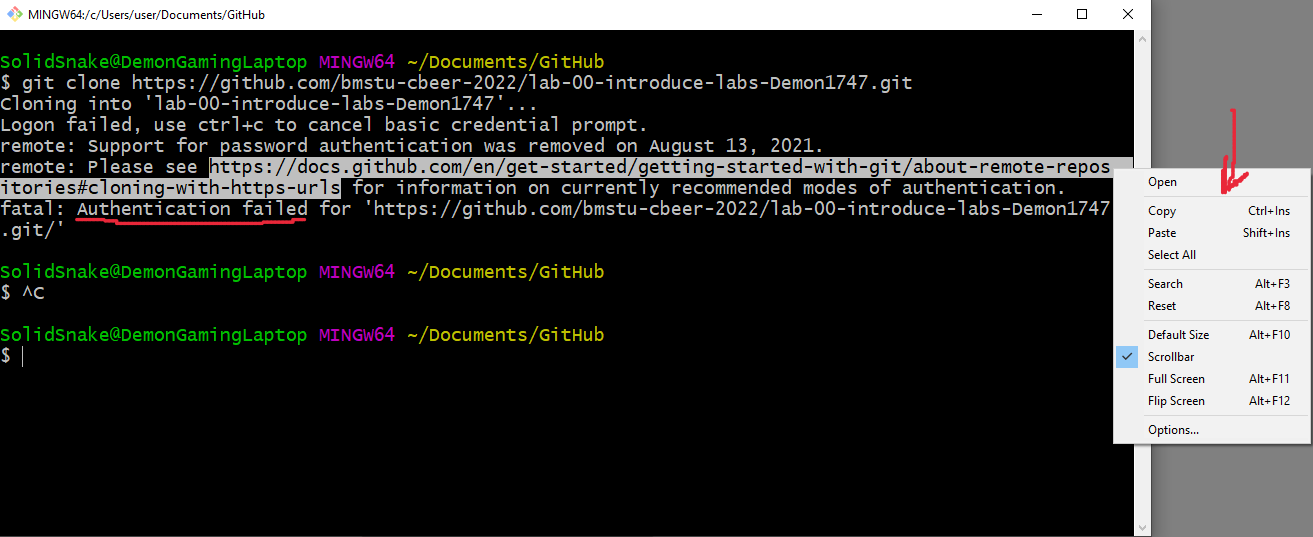 MINGW64:/c/Users/user/Documents/GitHub
SolidSnake@DemonGamingLaptop MINGW64 ~/Documents/GitHub
$ git clone https://github.com/bmstu-cbeer-2022/lab-00-introduce-labs-Demon1747.git
Cloning into 'lab-00-introduce-labs-Demon1747'...
Logon failed, use ctrl+c to cancel basic credential prompt.
remote: Support for password authentication was removed on August 13, 2021.
remote: Please see https://docs.github.com/en/get-started/getting-started-with-git/about-remote-repos
itories#cloning-with-https-urls for information on currently recommended modes of authentication.
fatal: Authentication failed for 'https://github.com/bmstu-cbeer-2022/lab-00-introduce-labs-Demon1747
.git/'
SolidSnake@DemonGamingLaptop MINGW64 ~/Documents/GitHub
$ ^C
SolidSnake@DemonGamingLaptop MINGW64 ~/Documents/GitHub
$
Open
Copy Ctrl+Ins
Paste Shift+Ins
Select All
Search Alt+F3
Reset Alt+F8
Default Size Alt+F10
Scrollbar
Full Screen Alt+F11
Flip Screen Alt+F12
Options...